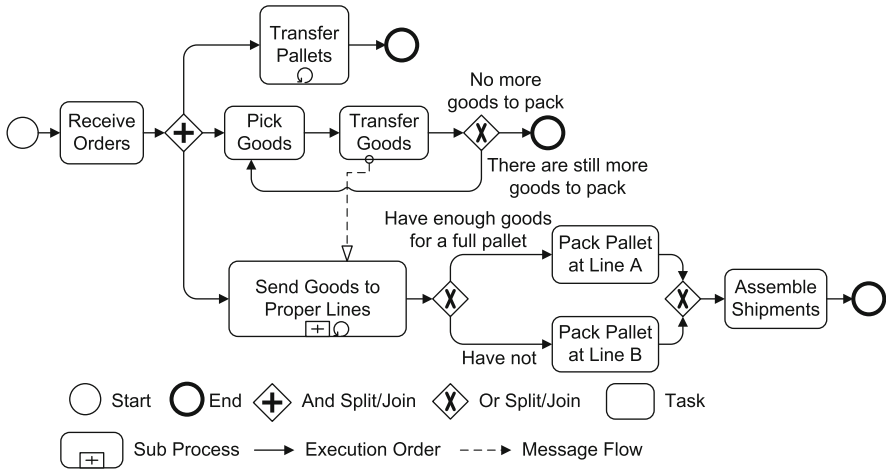 Transfer
Pallets
No more
goods to pack
Receive
Orders
Pick
Goods
Transfer
Goods
There are still more
goods to pack
Have enough goods
for a full pallet
Pack Pallet
at Line A
Send Goods to
Proper Lines
Assemble
Shipments
Pack Pallet
at Line B
Have not
Start
End
And Split/Join
Or Split/Join
Task
Sub Process
Execution Order
Message Flow